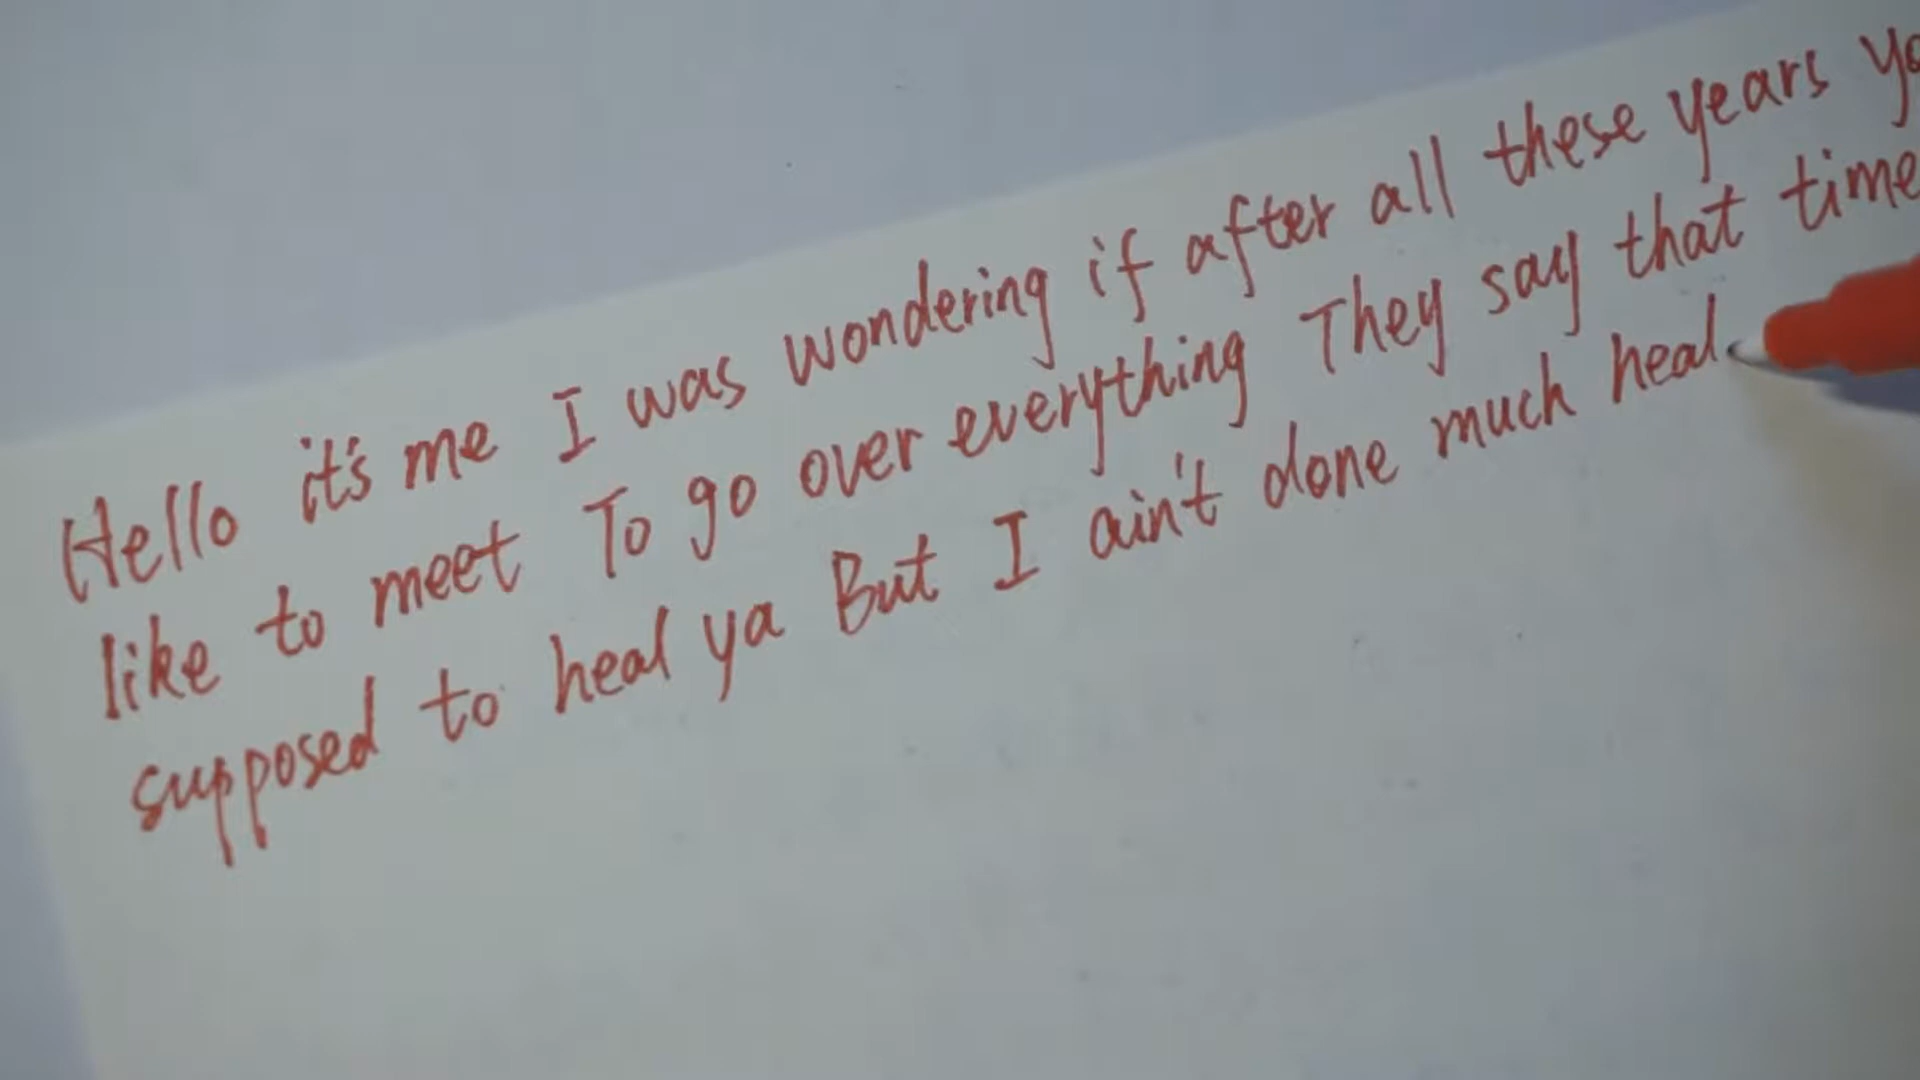 Hello it's me I was wondering if after all these years
like to meet To go over everything They say that time
supposed to heal ya But I ain't done much heal